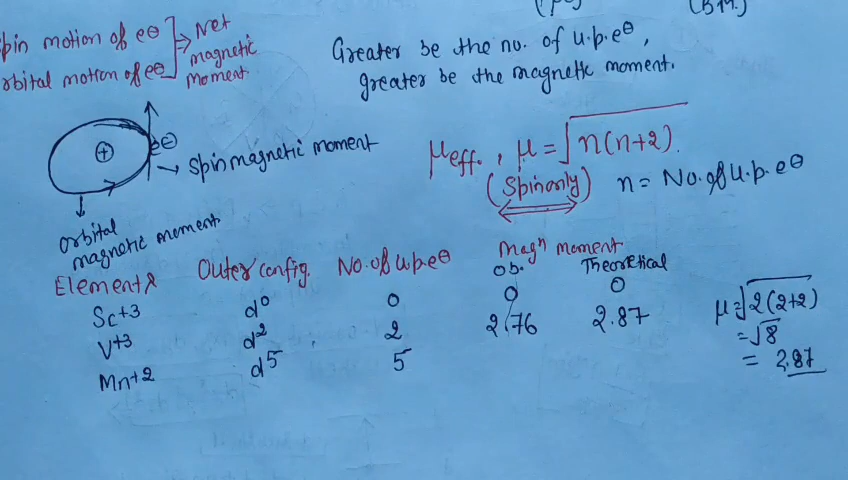 (B.M.)
pin motion of e⊖
rbital motion of e⊖
⇒ Net
magnetic
moment
Greater be the no. of u.p.e⊖,
greater be the magnetic moment.
⊕
e⊖
→ Spin magnetic moment
orbital
magnetic moment
μeff. , μ = √n(n+2).
(Spin only) n = No. of u.p.e⊖
Elements Outer config. No. of u.p.e⊖ Magn moment
ob. Theoretical
Sc+3 d0 0 0 0
V+3 d2 2 2.76 2.87
Mn+2 d5 5
μ = √2(2+2)
= √8
= 2.87